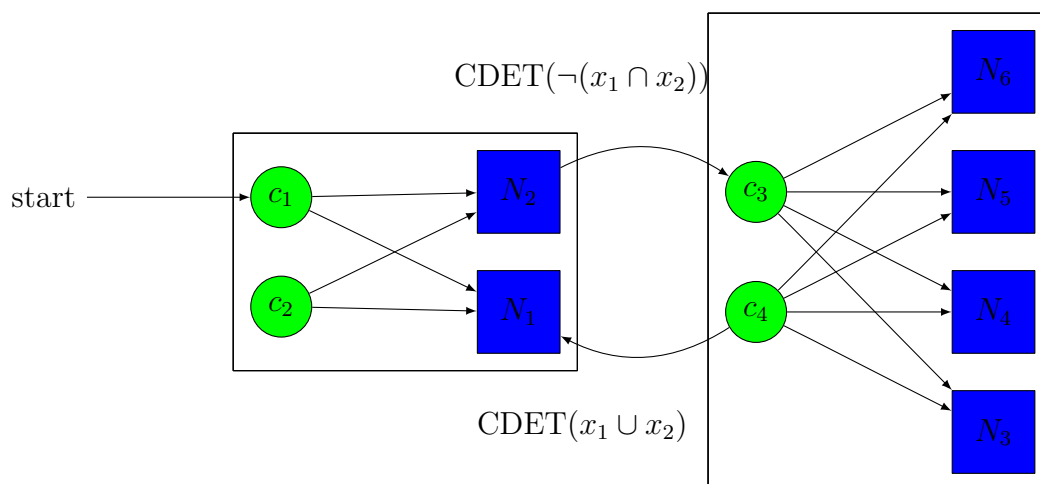 CDET(¬(x₁ ∩ x₂))
N₆
start
c₁
N₂
c₃
N₅
c₂
N₁
c₄
N₄
CDET(x₁ ∪ x₂)
N₃